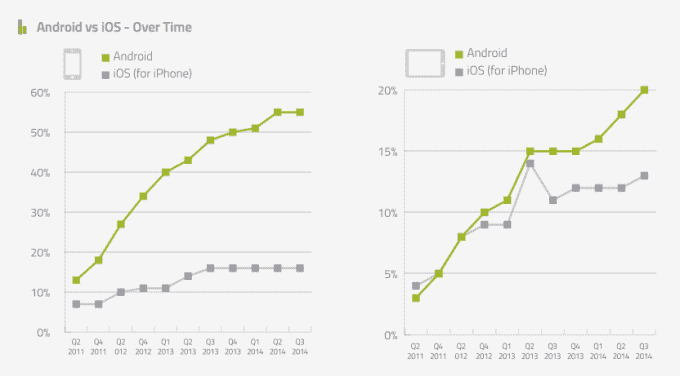 Android vs iOS - Over Time
Android
iOS (for iPhone)
60%
50%
40%
30%
20%
10%
0%
Q2 Q4 Q2 Q4 Q1 Q2 Q3 Q4 Q1 Q2 Q3
2011 2011 012 2012 2013 2013 2013 2013 2014 2014 2014
Android
iOS (for iPhone)
20%
15%
10%
5%
0%
Q2 Q4 Q2 Q4 Q1 Q2 Q3 Q4 Q1 Q2 Q3
2011 2011 012 2012 2013 2013 2013 2013 2014 2014 2014